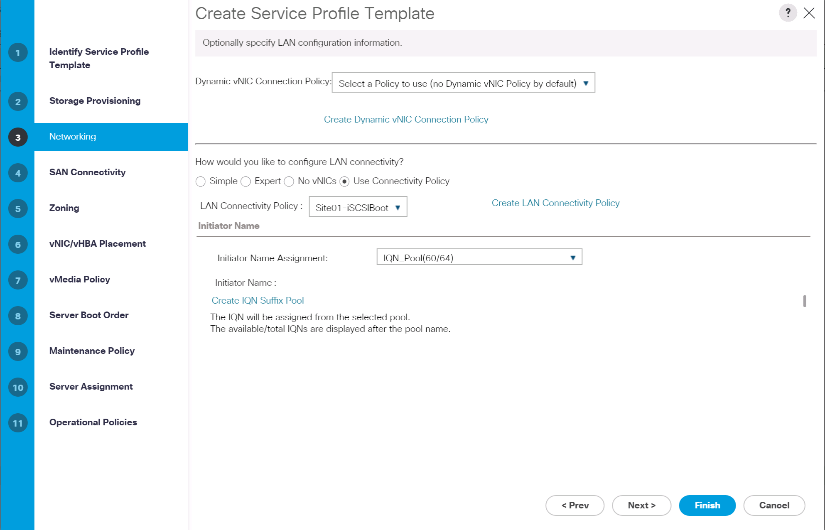 Create Service Profile Template
?
Optionally specify LAN configuration information.
1
Identify Service Profile
Template
2
Storage Provisioning
3
Networking
4
SAN Connectivity
5
Zoning
6
vNIC/vHBA Placement
7
vMedia Policy
8
Server Boot Order
9
Maintenance Policy
10
Server Assignment
11
Operational Policies
Dynamic vNIC Connection Policy: Select a Policy to use (no Dynamic vNIC Policy by default)
Create Dynamic vNIC Connection Policy
How would you like to configure LAN connectivity?
Simple Expert No vNICs Use Connectivity Policy
LAN Connectivity Policy : Site01-iSCSIBoot
Create LAN Connectivity Policy
Initiator Name
Initiator Name Assignment: IQN_Pool(60/64)
Initiator Name :
Create IQN Suffix Pool
The IQN will be assigned from the selected pool.
The available/total IQNs are displayed after the pool name.
< Prev Next > Finish Cancel